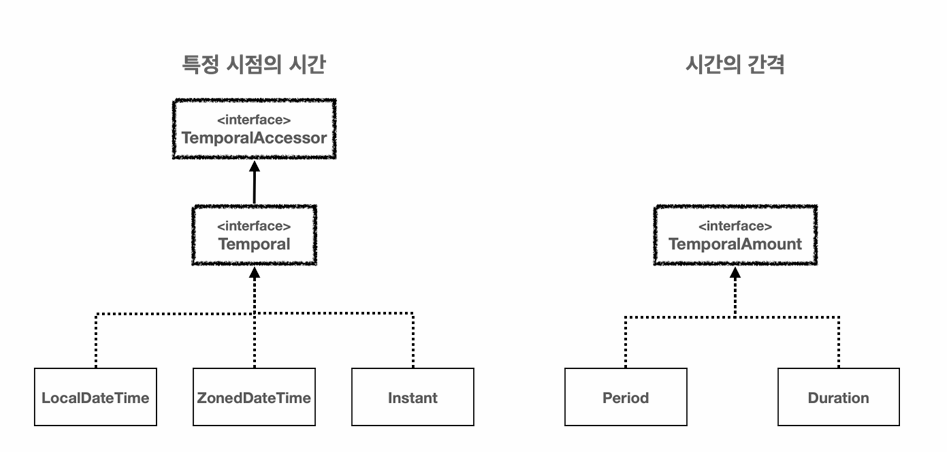 특정 시점의 시간
시간의 간격
<interface>
TemporalAccessor
<interface>
Temporal
<interface>
TemporalAmount
LocalDateTime
ZonedDateTime
Instant
Period
Duration